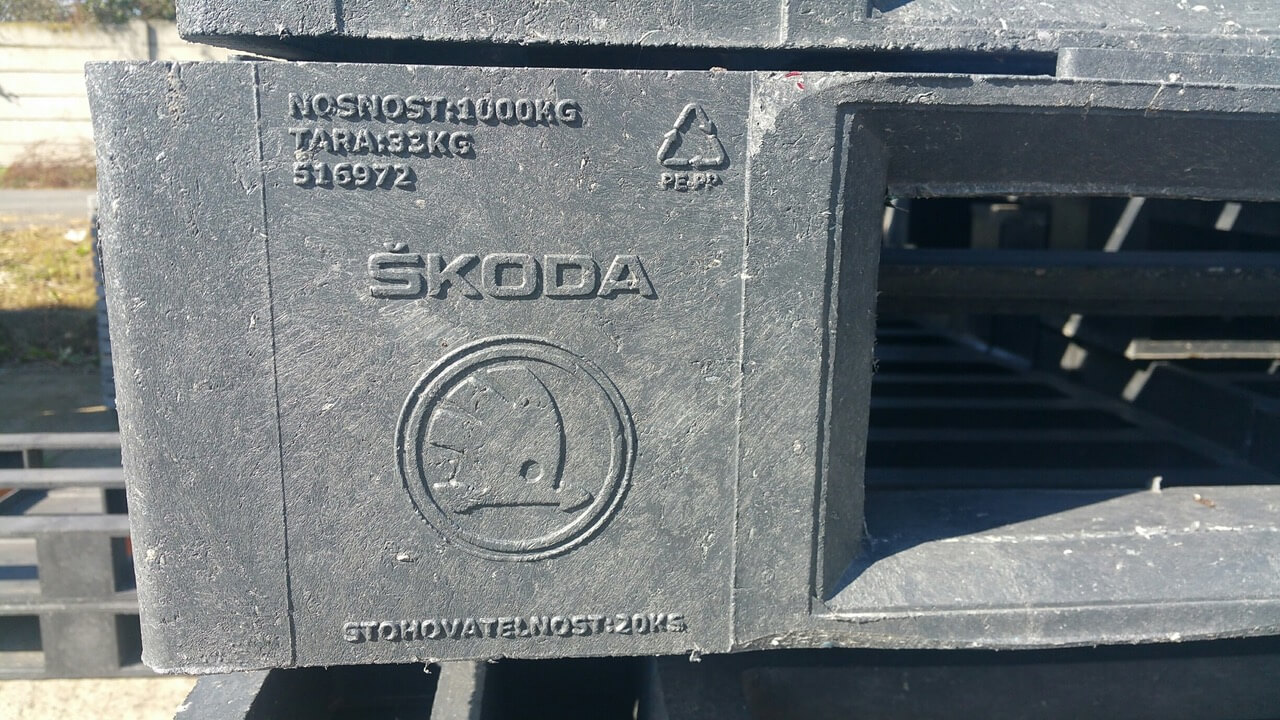 NOSNOST:1000KG
TARA:33KG
516972
PE-PP
ŠKODA
STOHOVATELNOST:20KS